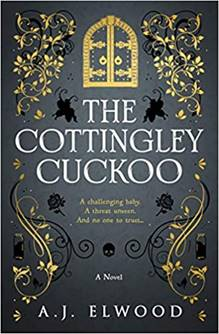 THE
COTTINGLEY
CUCKOO
A challenging baby.
A threat unseen.
And no one to trust...
A Novel
A.J. ELWOOD